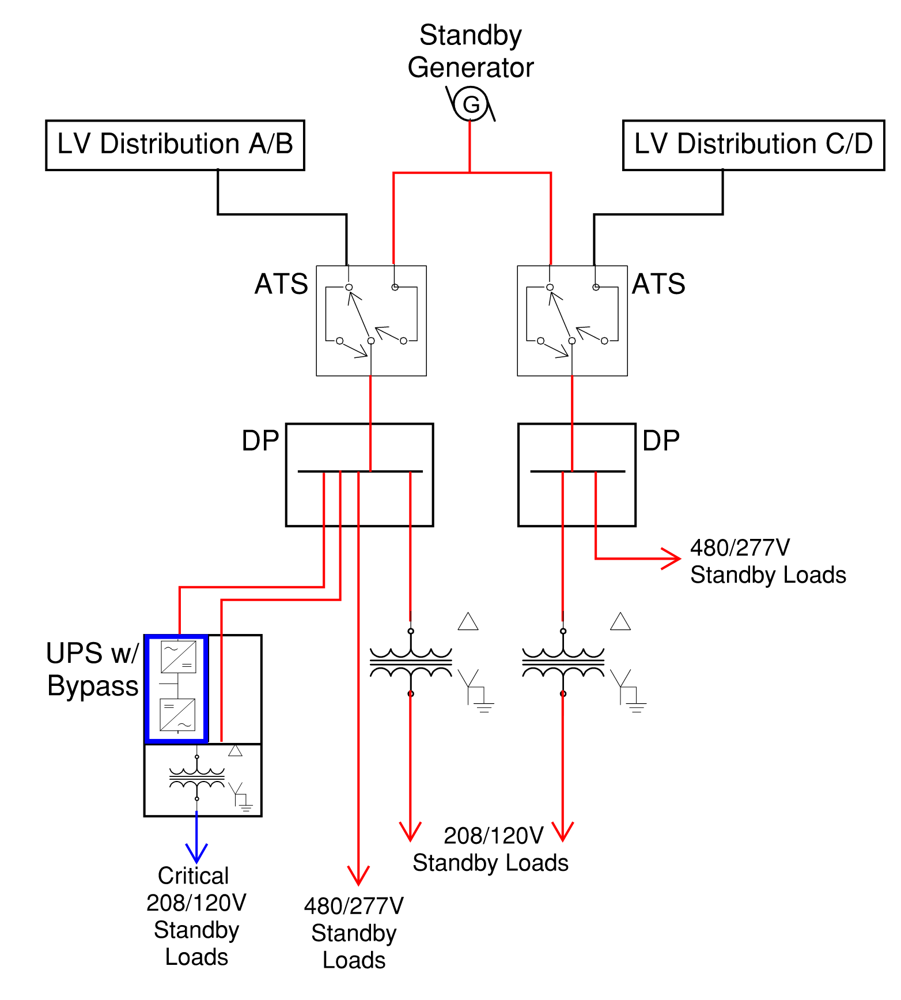 Standby
Generator
G
LV Distribution A/B
LV Distribution C/D
ATS
ATS
DP
DP
480/277V
Standby Loads
UPS w/
Bypass
208/120V
Standby Loads
Critical
208/120V
Standby
Loads
480/277V
Standby
Loads